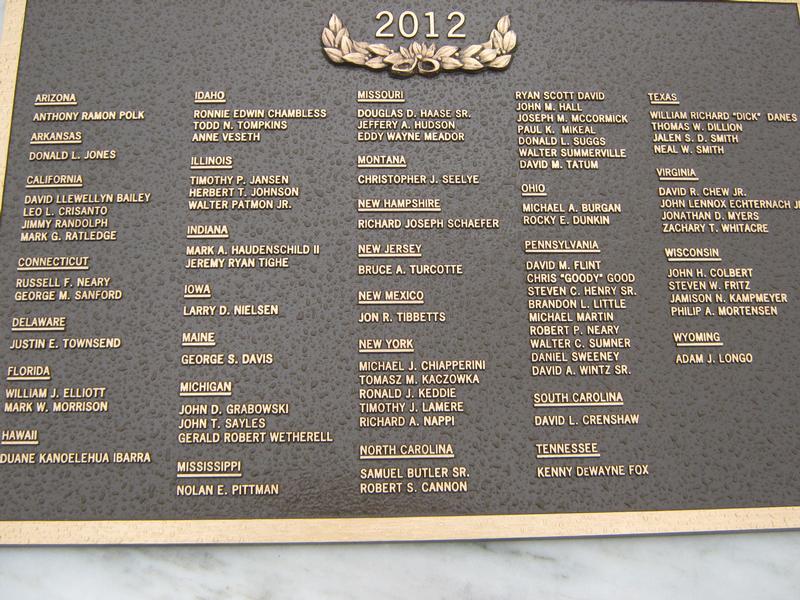 2012
ARIZONA
ANTHONY RAMON POLK
ARKANSAS
DONALD L. JONES
CALIFORNIA
DAVID LLEWELLYN BAILEY
LEO L. CRISANTO
JIMMY RANDOLPH
MARK G. RATLEDGE
CONNECTICUT
RUSSELL F. NEARY
GEORGE M. SANFORD
DELAWARE
JUSTIN E. TOWNSEND
FLORIDA
WILLIAM J. ELLIOTT
MARK W. MORRISON
HAWAII
DUANE KANOELEHUA IBARRA
IDAHO
RONNIE EDWIN CHAMBLESS
TODD N. TOMPKINS
ANNE VESETH
ILLINOIS
TIMOTHY P. JANSEN
HERBERT T. JOHNSON
WALTER PATMON JR.
INDIANA
MARK A. HAUDENSCHILD II
JEREMY RYAN TIGHE
IOWA
LARRY D. NIELSEN
MAINE
GEORGE S. DAVIS
MICHIGAN
JOHN D. GRABOWSKI
JOHN T. SAYLES
GERALD ROBERT WETHERELL
MISSISSIPPI
NOLAN E. PITTMAN
MISSOURI
DOUGLAS D. HAASE SR.
JEFFERY A. HUDSON
EDDY WAYNE MEADOR
MONTANA
CHRISTOPHER J. SEELYE
NEW HAMPSHIRE
RICHARD JOSEPH SCHAEFER
NEW JERSEY
BRUCE A. TURCOTTE
NEW MEXICO
JON R. TIBBETTS
NEW YORK
MICHAEL J. CHIAPPERINI
TOMASZ M. KACZOWKA
RONALD J. KEDDIE
TIMOTHY J. LAMERE
RICHARD A. NAPPI
NORTH CAROLINA
SAMUEL BUTLER SR.
ROBERT S. CANNON
RYAN SCOTT DAVID
JOHN M. HALL
JOSEPH M. MCCORMICK
PAUL K. MIKEAL
DONALD L. SUGGS
WALTER SUMMERVILLE
DAVID M. TATUM
OHIO
MICHAEL A. BURGAN
ROCKY E. DUNKIN
PENNSYLVANIA
DAVID M. FLINT
CHRIS "GOODY" GOOD
STEVEN C. HENRY SR.
BRANDON L. LITTLE
MICHAEL MARTIN
ROBERT P. NEARY
WALTER C. SUMNER
DANIEL SWEENEY
DAVID A. WINTZ SR.
SOUTH CAROLINA
DAVID L. CRENSHAW
TENNESSEE
KENNY DeWAYNE FOX
TEXAS
WILLIAM RICHARD "DICK" DANES
THOMAS W. DILLION
JALEN S. D. SMITH
NEAL W. SMITH
VIRGINIA
DAVID R. CHEW JR.
JOHN LENNOX ECHTERNACH
JONATHAN D. MYERS
ZACHARY T. WHITACRE
WISCONSIN
JOHN H. COLBERT
STEVEN W. FRITZ
JAMISON N. KAMPMEYER
PHILIP A. MORTENSEN
WYOMING
ADAM J. LONGO